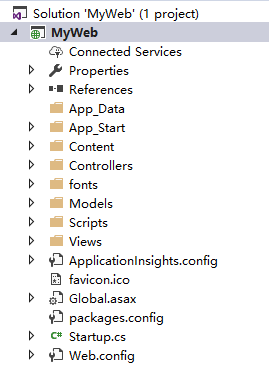 Solution 'MyWeb' (1 project)
MyWeb
Connected Services
Properties
References
App_Data
App_Start
Content
Controllers
fonts
Models
Scripts
Views
ApplicationInsights.config
favicon.ico
Global.asax
packages.config
C# Startup.cs
Web.config